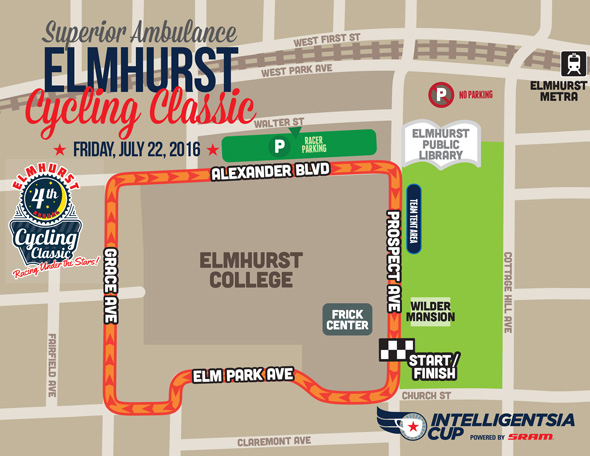 Superior Ambulance
ELMHURST
Cycling Classic
★ FRIDAY, JULY 22, 2016 ★
WEST FIRST ST
WEST PARK AVE
ELMHURST
METRA
P
NO PARKING
WALTER ST
P
RACER
PARKING
ELMHURST
PUBLIC
LIBRARY
ALEXANDER BLVD
ELMHURST
4th
Cycling
Classic
Racing Under the Stars!
TEAM TENT AREA
PROSPECT AVE
GRACE AVE
ELMHURST
COLLEGE
COTTAGE HILL AVE
WILDER
MANSION
FRICK
CENTER
FAIRFIELD AVE
START/
FINISH
ELM PARK AVE
CHURCH ST
CLAREMONT AVE
INTELLIGENTSIA
CUP
POWERED BY SRAM